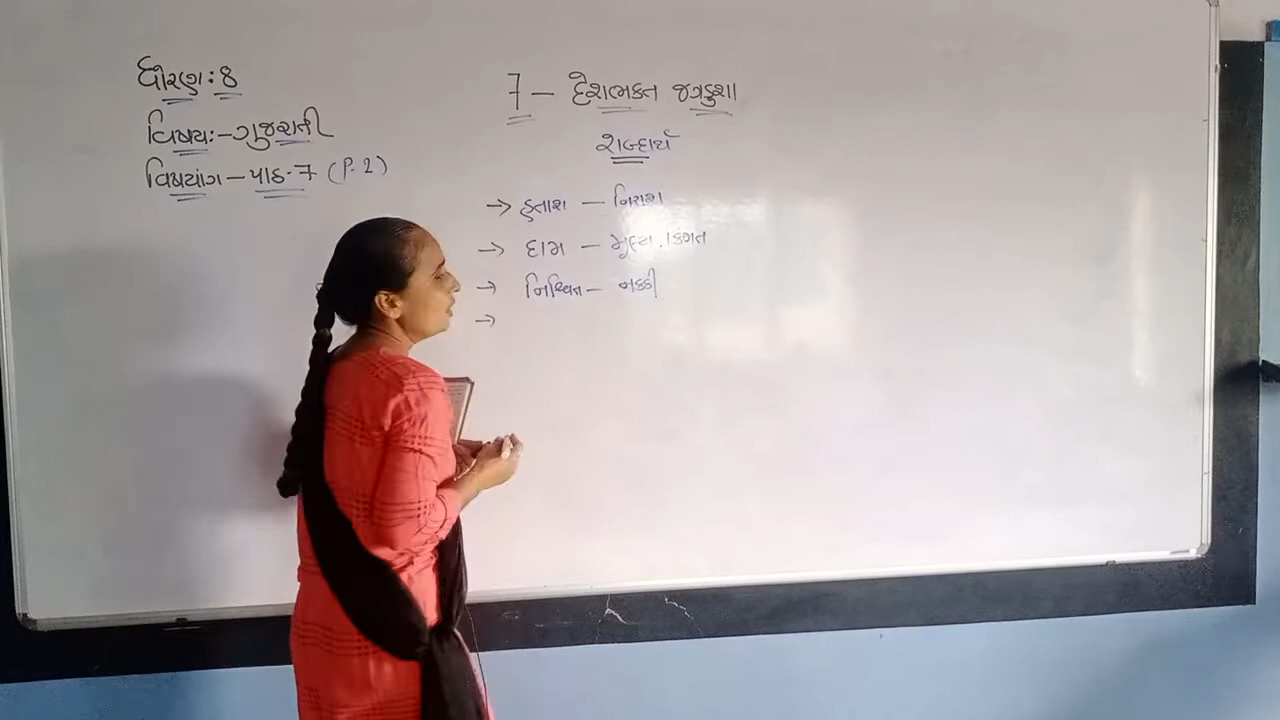 ધોરણ: 8
વિષય:- ગુજરાતી
વિષયાંગ - પાઠ-7 (P. 2)
7 - દેશભક્ત જગડુશા
શબ્દાર્થ
→ હતાશ - નિરાશ
→ દામ - મૂલ્ય, કિંમત
→ નિશ્ચિત - નક્કી
→